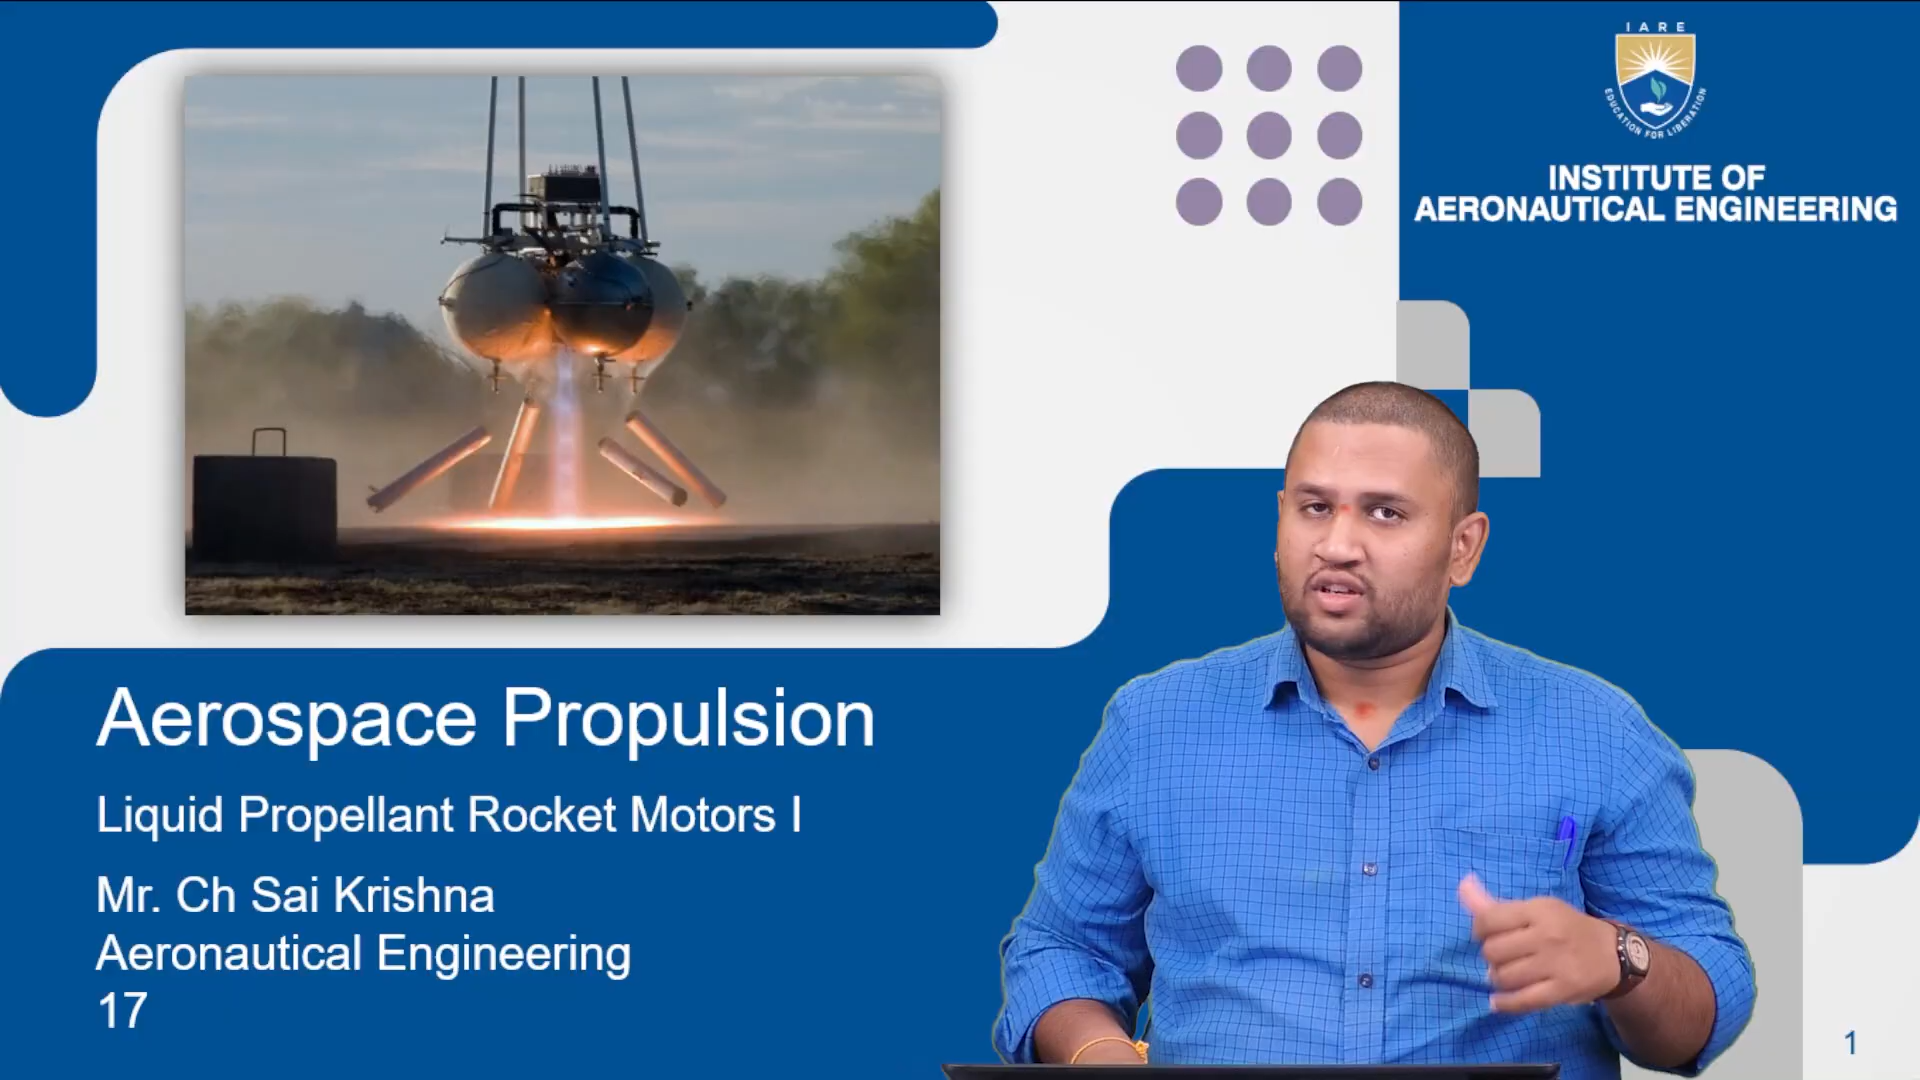 IARE
EDUCATION FOR LIBERATION
INSTITUTE OF
AERONAUTICAL ENGINEERING
Aerospace Propulsion
Liquid Propellant Rocket Motors I
Mr. Ch Sai Krishna
Aeronautical Engineering
17
1